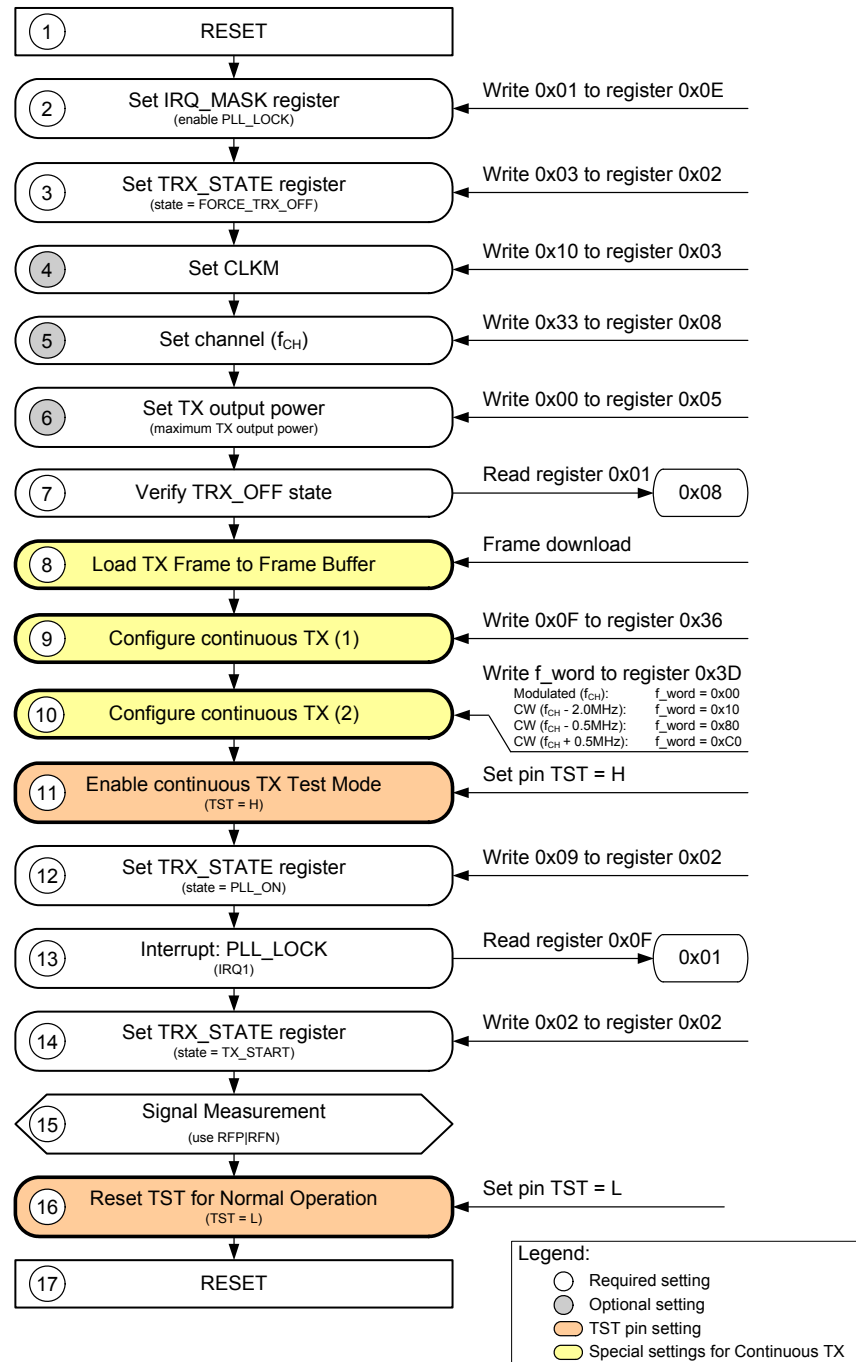 1 RESET
2 Set IRQ_MASK register
(enable PLL_LOCK)
Write 0x01 to register 0x0E
3 Set TRX_STATE register
(state = FORCE_TRX_OFF)
Write 0x03 to register 0x02
4 Set CLKM
Write 0x10 to register 0x03
5 Set channel (fCH)
Write 0x33 to register 0x08
6 Set TX output power
(maximum TX output power)
Write 0x00 to register 0x05
7 Verify TRX_OFF state
Read register 0x01
0x08
8 Load TX Frame to Frame Buffer
Frame download
9 Configure continuous TX (1)
Write 0x0F to register 0x36
10 Configure continuous TX (2)
Write f_word to register 0x3D
Modulated (fCH): f_word = 0x00
CW (fCH - 2.0MHz): f_word = 0x10
CW (fCH - 0.5MHz): f_word = 0x80
CW (fCH + 0.5MHz): f_word = 0xC0
11 Enable continuous TX Test Mode
(TST = H)
Set pin TST = H
12 Set TRX_STATE register
(state = PLL_ON)
Write 0x09 to register 0x02
13 Interrupt: PLL_LOCK
(IRQ1)
Read register 0x0F
0x01
14 Set TRX_STATE register
(state = TX_START)
Write 0x02 to register 0x02
15 Signal Measurement
(use RFP|RFN)
16 Reset TST for Normal Operation
(TST = L)
Set pin TST = L
17 RESET
Legend:
Required setting
Optional setting
TST pin setting
Special settings for Continuous TX